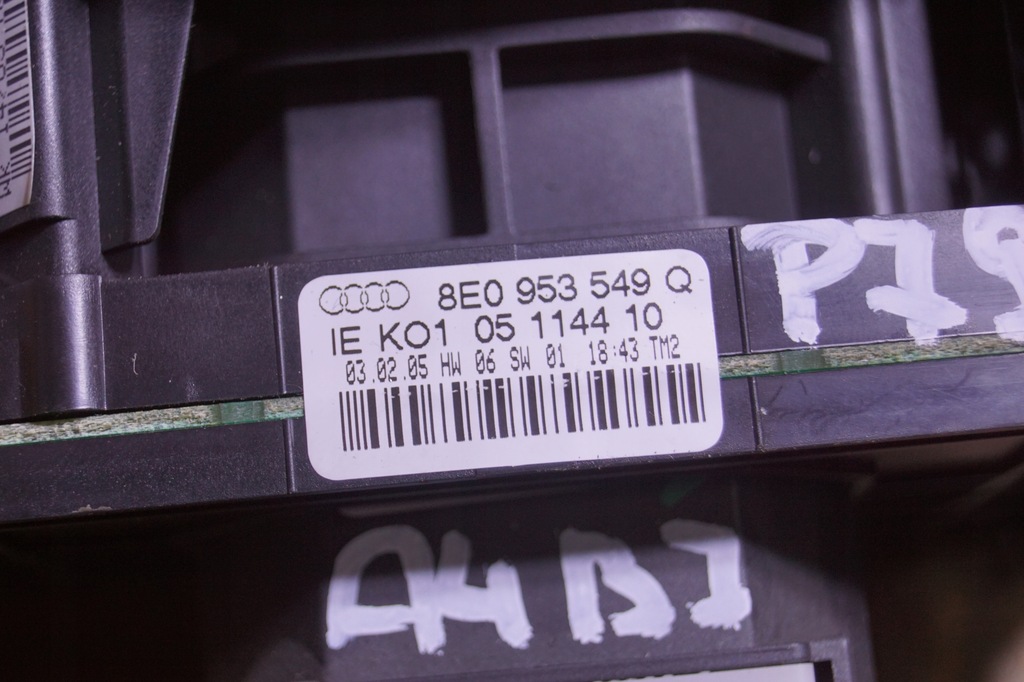 8E0 953 549 Q
IE KO1 05 1144 10
03.02.05 HW 06 SW 01 18:43 TM2
P79
A4 B7